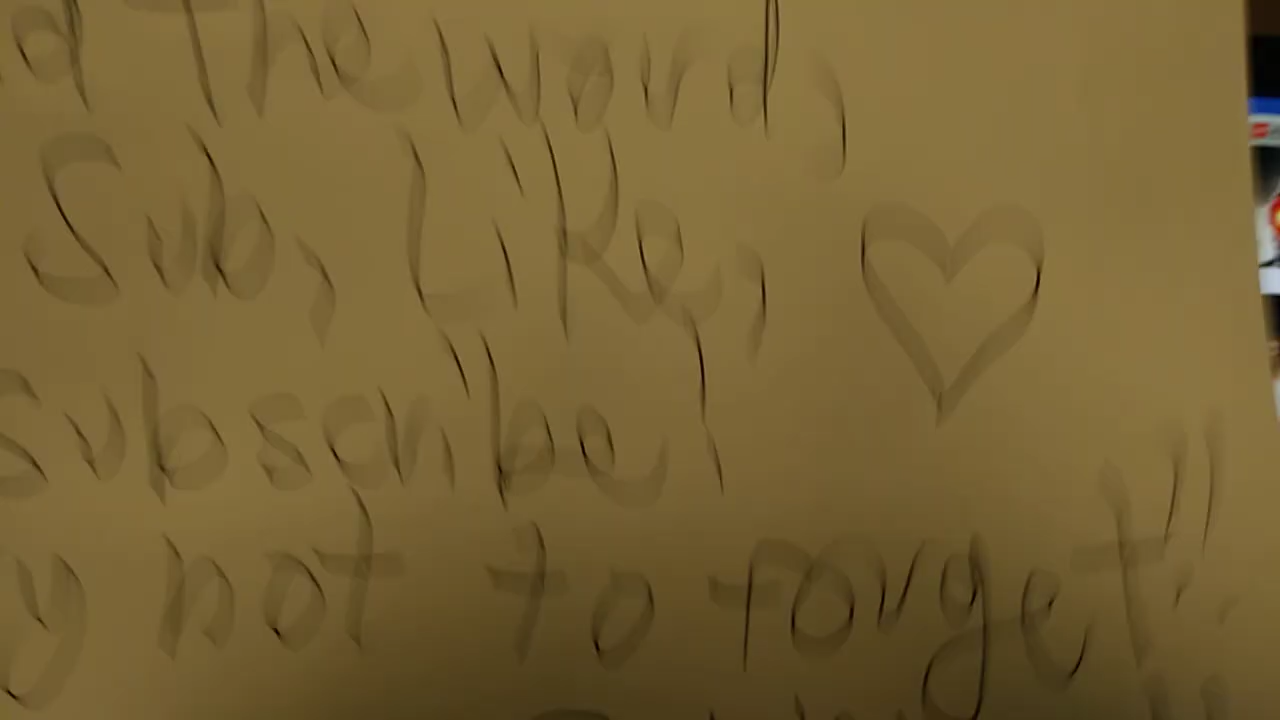 the word,
Sub, Like, ♡
subscribe!
not to forget!!